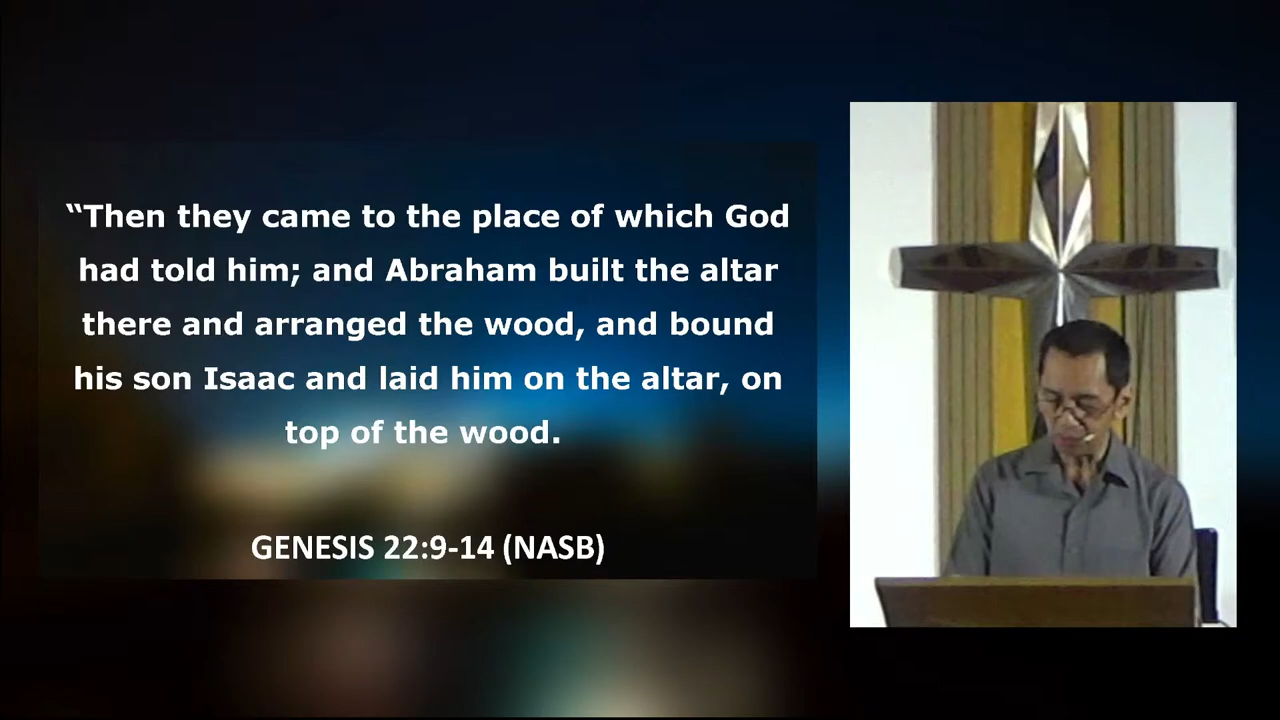 “Then they came to the place of which God
had told him; and Abraham built the altar
there and arranged the wood, and bound
his son Isaac and laid him on the altar, on
top of the wood.
GENESIS 22:9-14 (NASB)